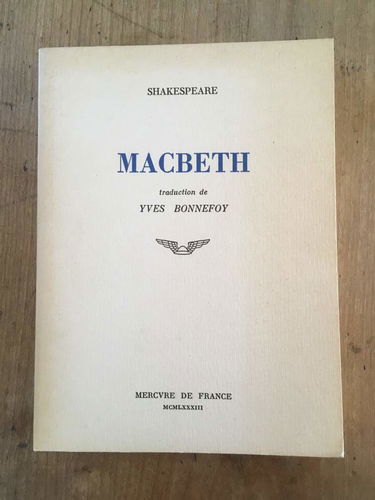 SHAKESPEARE
MACBETH
traduction de
YVES BONNEFOY
MERCVRE DE FRANCE
MCMLXXXIII